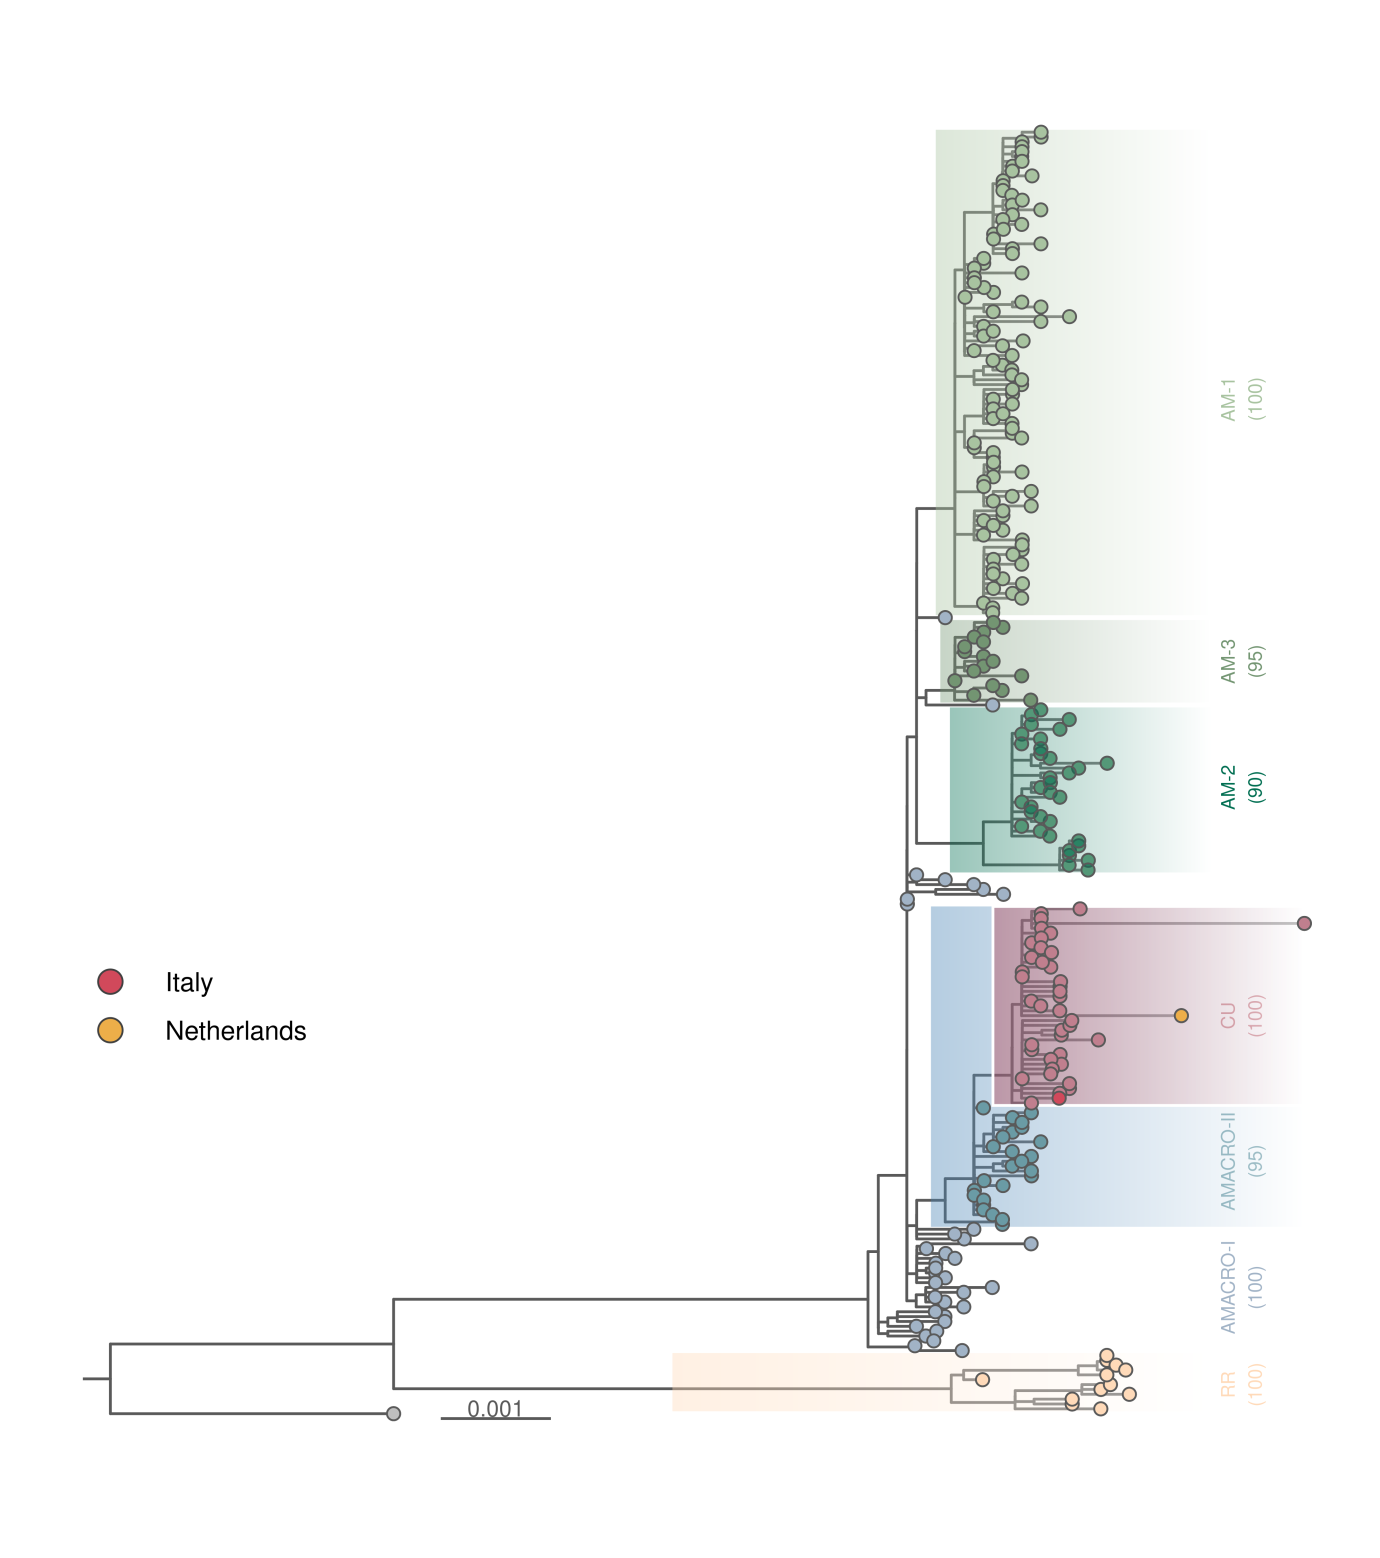 AM-1
(100)
AM-3
(95)
AM-2
(90)
Italy
Netherlands
CU
(100)
AMACRO-II
(95)
AMACRO-I
(100)
RR
(100)
0.001